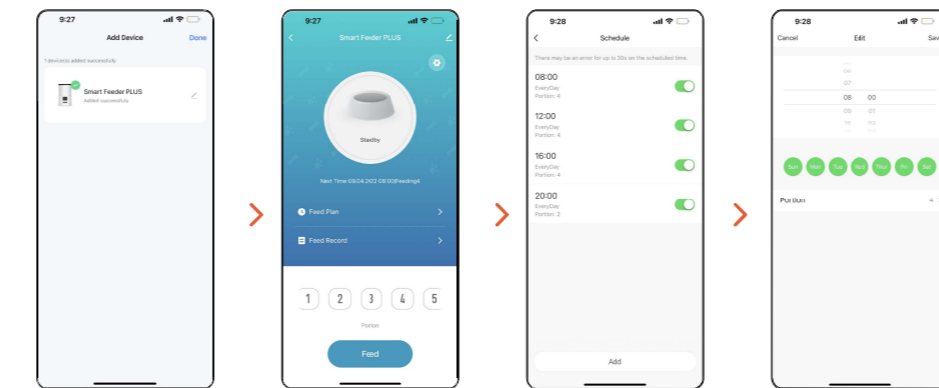 9:27
Add Device
Done
1 device(s) added successfully
Smart Feeder PLUS
Added successfully
9:27
Smart Feeder PLUS
Standby
Next Time:09.04.2022 08:00|Feeding4
Feed Plan
Feed Record
1 2 3 4 5
Portion
Feed
9:28
Schedule
There may be an error for up to 30s on the scheduled time.
08:00
EveryDay
Portion: 4
12:00
EveryDay
Portion: 4
16:00
EveryDay
Portion: 4
20:00
EveryDay
Portion: 2
Add
9:28
Cancel
Edit
Sav
06
07
08 00
09 01
10 02
Sun Mon Tue Wed Thur Fri Sat
Portion
+